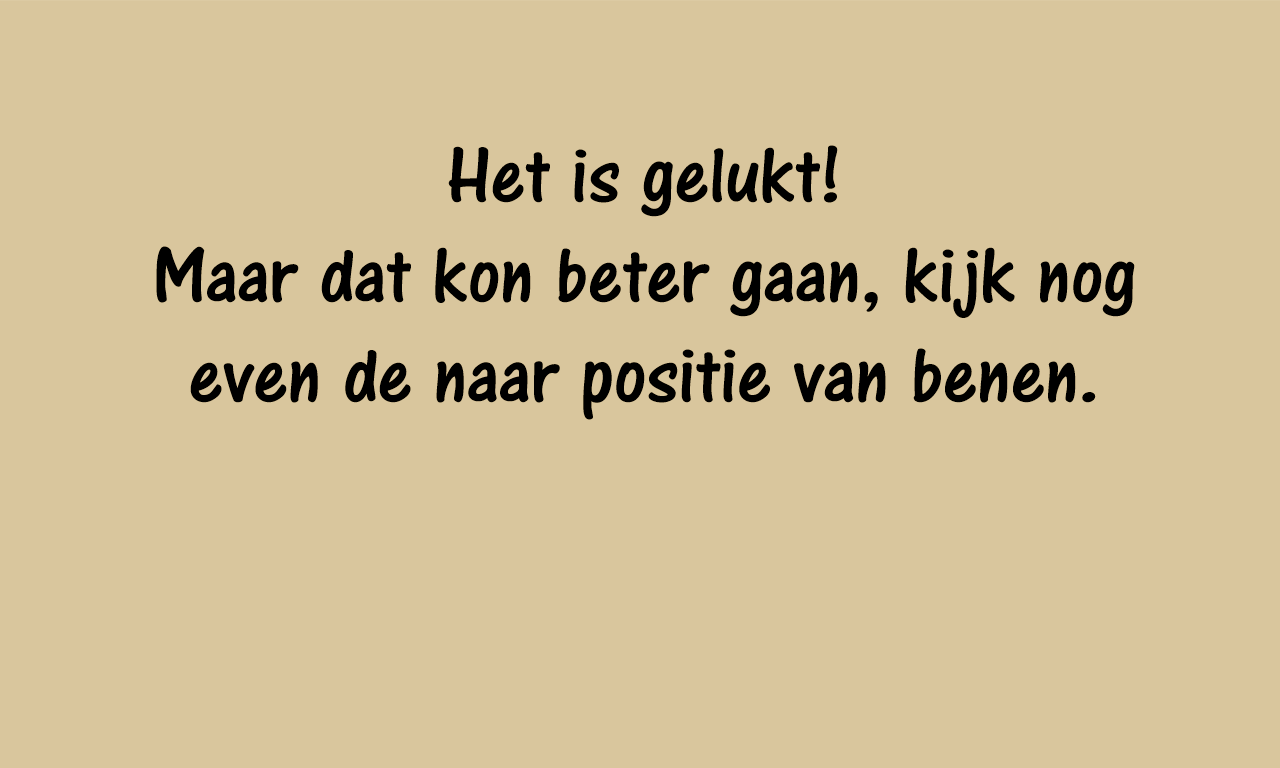 Het is gelukt!
Maar dat kon beter gaan, kijk nog
even de naar positie van benen.